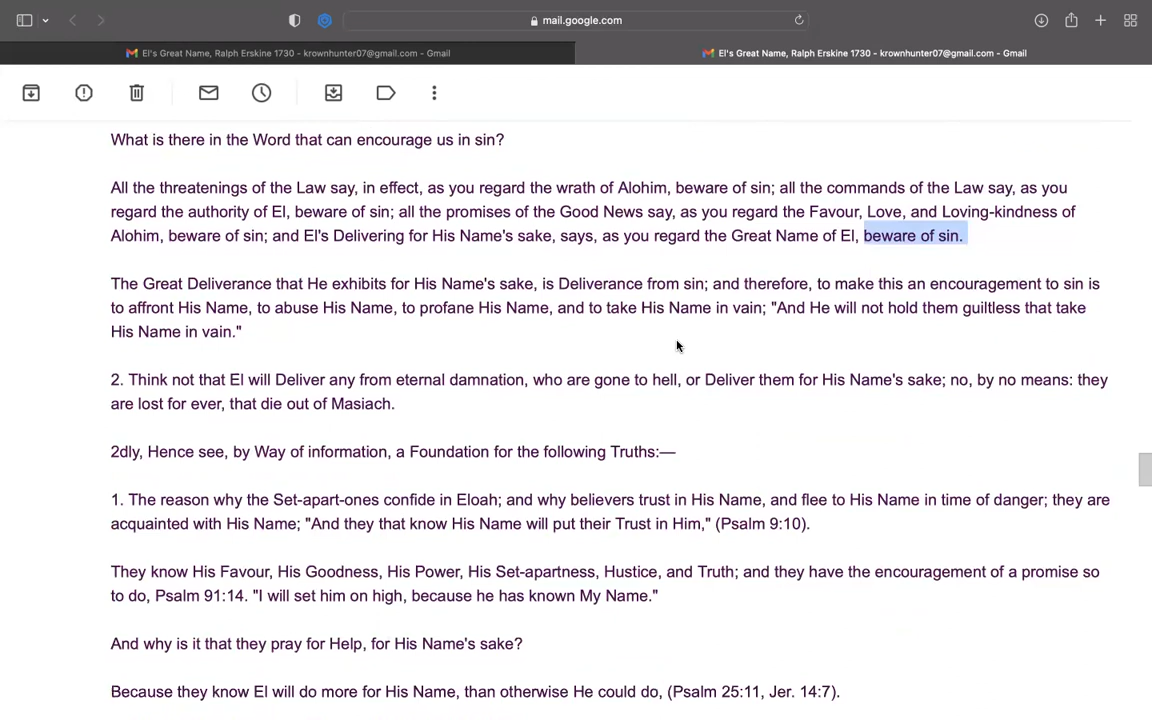 mail.google.com
El's Great Name, Ralph Erskine 1730 - krownhunter07@gmail.com - Gmail
El's Great Name, Ralph Erskine 1730 - krownhunter07@gmail.com - Gmail
What is there in the Word that can encourage us in sin?
All the threatenings of the Law say, in effect, as you regard the wrath of Alohim, beware of sin; all the commands of the Law say, as you
regard the authority of El, beware of sin; all the promises of the Good News say, as you regard the Favour, Love, and Loving-kindness of
Alohim, beware of sin; and El's Delivering for His Name's sake, says, as you regard the Great Name of El, beware of sin.
The Great Deliverance that He exhibits for His Name's sake, is Deliverance from sin; and therefore, to make this an encouragement to sin is
to affront His Name, to abuse His Name, to profane His Name, and to take His Name in vain; "And He will not hold them guiltless that take
His Name in vain."
2. Think not that El will Deliver any from eternal damnation, who are gone to hell, or Deliver them for His Name's sake; no, by no means: they
are lost for ever, that die out of Masiach.
2dly, Hence see, by Way of information, a Foundation for the following Truths:—
1. The reason why the Set-apart-ones confide in Eloah; and why believers trust in His Name, and flee to His Name in time of danger; they are
acquainted with His Name; "And they that know His Name will put their Trust in Him," (Psalm 9:10).
They know His Favour, His Goodness, His Power, His Set-apartness, Hustice, and Truth; and they have the encouragement of a promise so
to do, Psalm 91:14. "I will set him on high, because he has known My Name."
And why is it that they pray for Help, for His Name's sake?
Because they know El will do more for His Name, than otherwise He could do, (Psalm 25:11, Jer. 14:7).